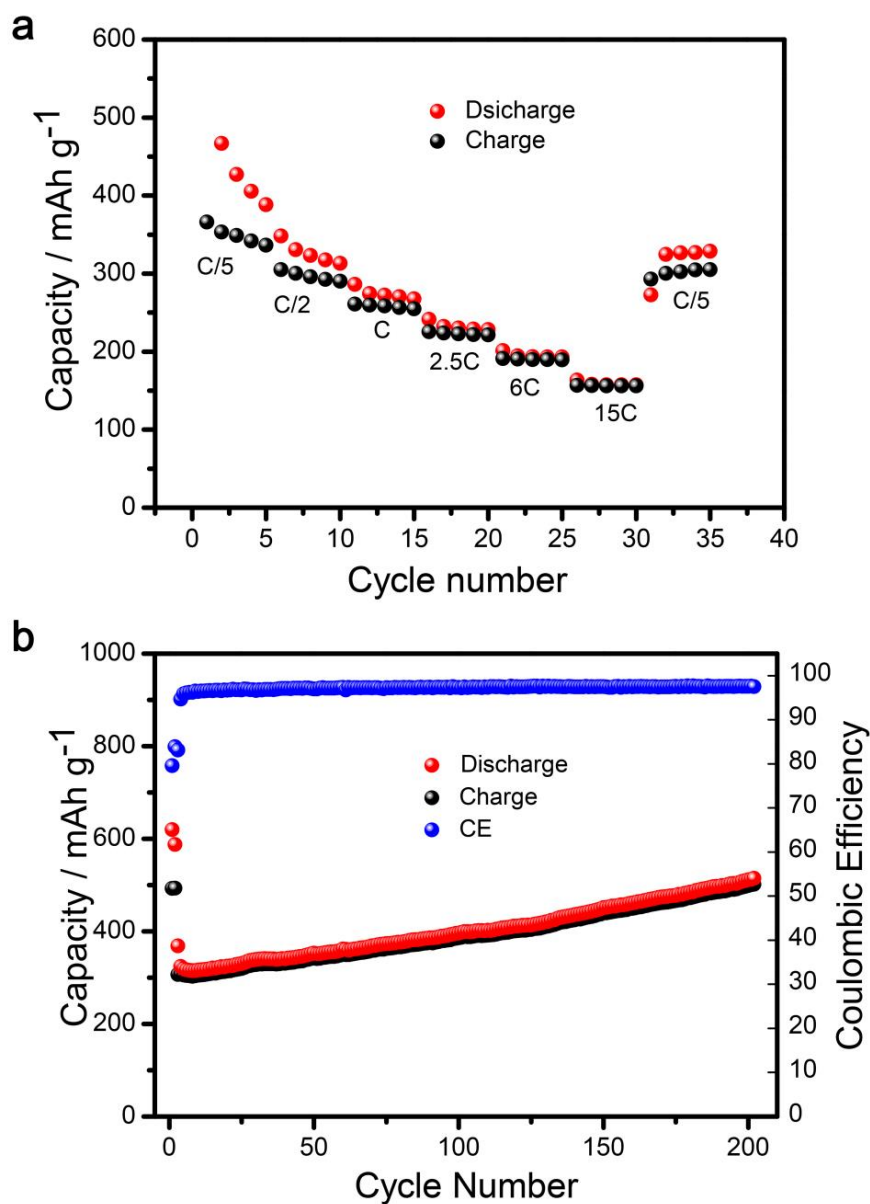 a
600
500
400
300
200
100
0
Capacity / mAh g-1
Dsicharge
Charge
C/5
C/2
C
2.5C
6C
15C
C/5
0 5 10 15 20 25 30 35 40
Cycle number
b
1000
800
600
400
200
0
Capacity / mAh g-1
Discharge
Charge
CE
100
90
80
70
60
50
40
30
20
10
0
Coulombic Efficiency
0 50 100 150 200
Cycle Number